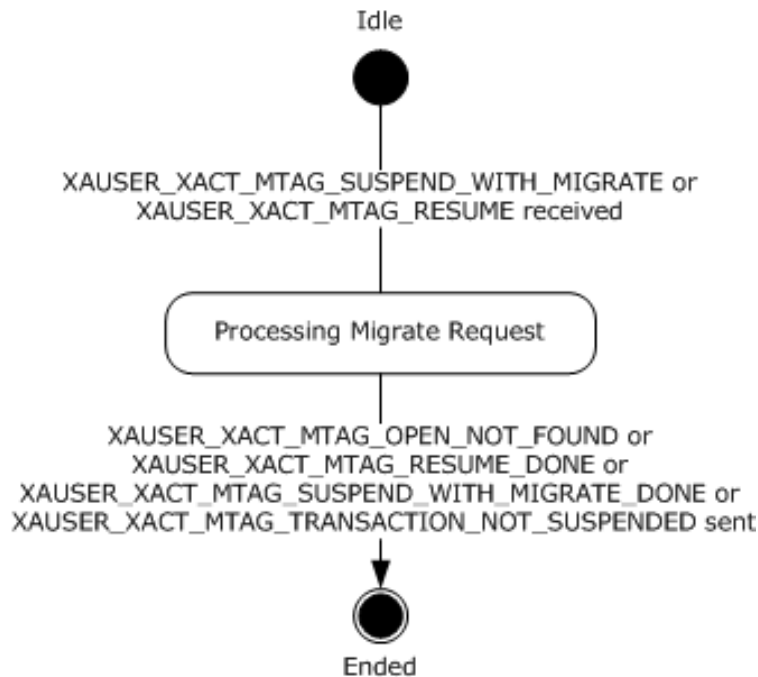 Idle
XAUSER_XACT_MTAG_SUSPEND_WITH_MIGRATE or
XAUSER_XACT_MTAG_RESUME received
Processing Migrate Request
XAUSER_XACT_MTAG_OPEN_NOT_FOUND or
XAUSER_XACT_MTAG_RESUME_DONE or
XAUSER_XACT_MTAG_SUSPEND_WITH_MIGRATE_DONE or
XAUSER_XACT_MTAG_TRANSACTION_NOT_SUSPENDED sent
Ended